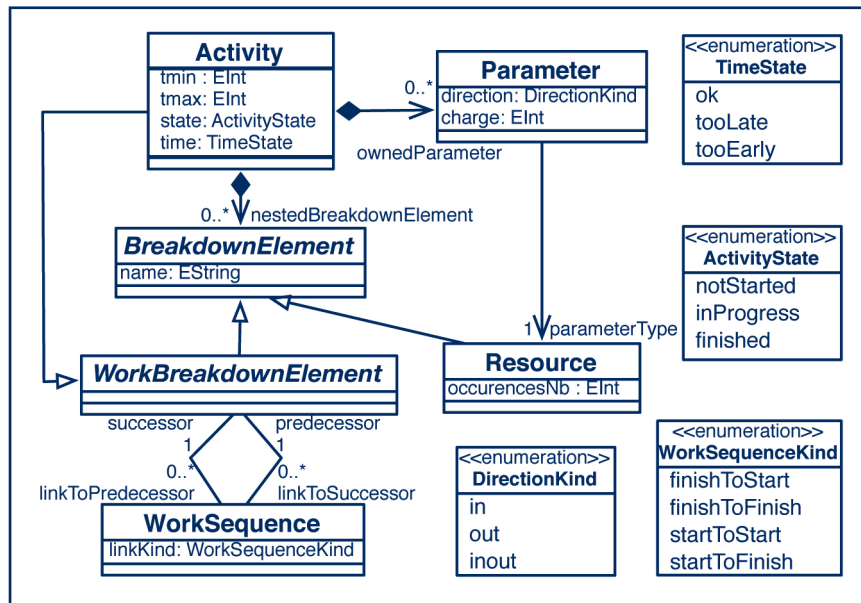 Activity
tmin : EInt
tmax: EInt
state: ActivityState
time: TimeState
0..*
ownedParameter
Parameter
direction: DirectionKind
charge: EInt
<<enumeration>>
TimeState
ok
tooLate
tooEarly
0..*
nestedBreakdownElement
BreakdownElement
name: EString
<<enumeration>>
ActivityState
notStarted
inProgress
finished
1
parameterType
WorkBreakdownElement
Resource
occurencesNb : EInt
successor
predecessor
1
1
0..*
0..*
linkToPredecessor
linkToSuccessor
WorkSequence
linkKind: WorkSequenceKind
<<enumeration>>
DirectionKind
in
out
inout
<<enumeration>>
WorkSequenceKind
finishToStart
finishToFinish
startToStart
startToFinish